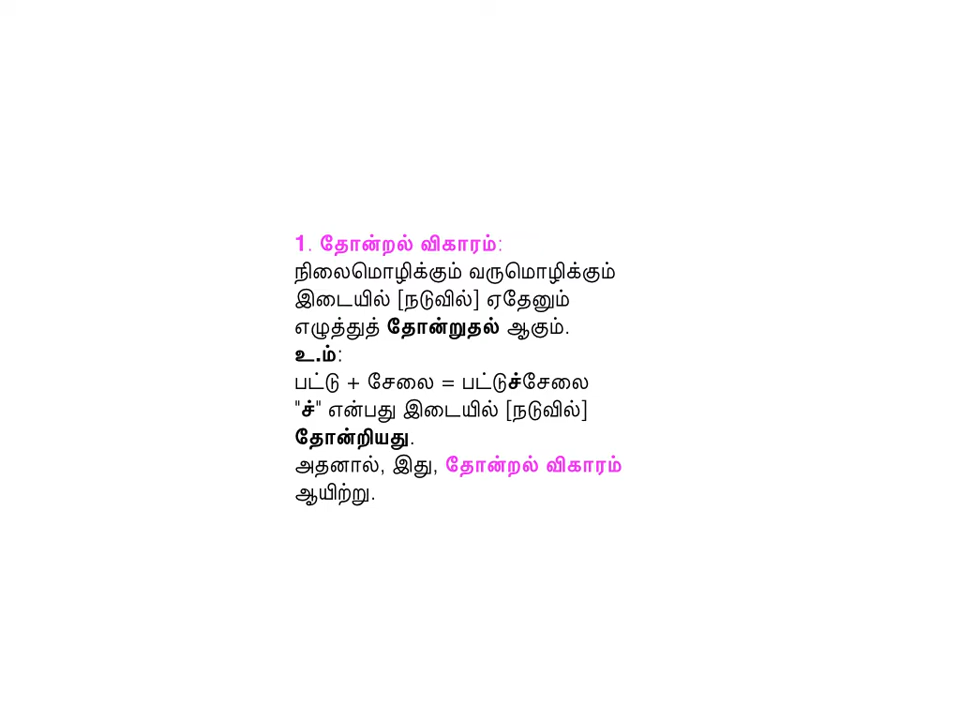 1. தோன்றல் விகாரம்:
நிலைமொழிக்கும் வருமொழிக்கும்
இடையில் [நடுவில்] ஏதேனும்
எழுத்துத் தோன்றுதல் ஆகும்.
உ.ம்:
பட்டு + சேலை = பட்டுச்சேலை
"ச்" என்பது இடையில் [நடுவில்]
தோன்றியது.
அதனால், இது, தோன்றல் விகாரம்
ஆயிற்று.